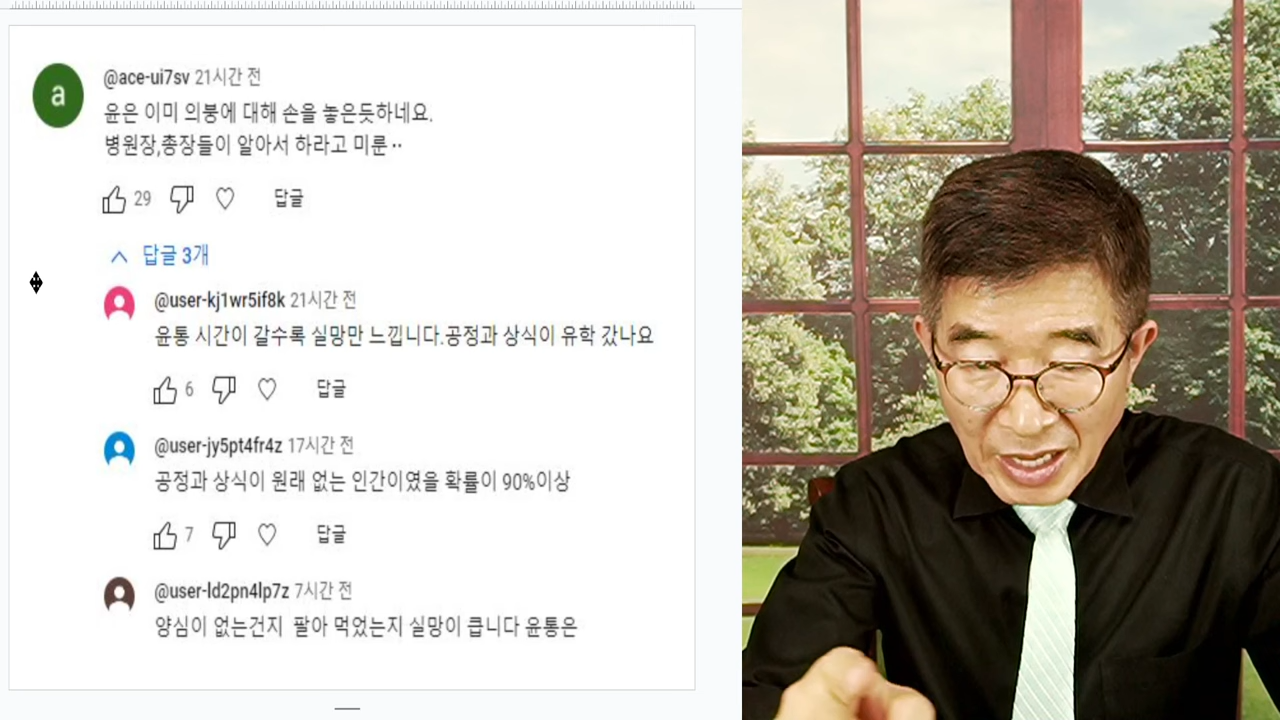 a
@ace-ui7sv 21시간 전
윤은 이미 의붕에 대해 손을 놓은듯하네요.
병원장,총장들이 알아서 하라고 미룬··
29 답글
답글 3개
@user-kj1wr5if8k 21시간 전
윤통 시간이 갈수록 실망만 느낍니다.공정과 상식이 유학 갔나요
6 답글
@user-jy5pt4fr4z 17시간 전
공정과 상식이 원래 없는 인간이였을 확률이 90%이상
7 답글
@user-ld2pn4lp7z 7시간 전
양심이 없는건지 팔아 먹었는지 실망이 큽니다 윤통은